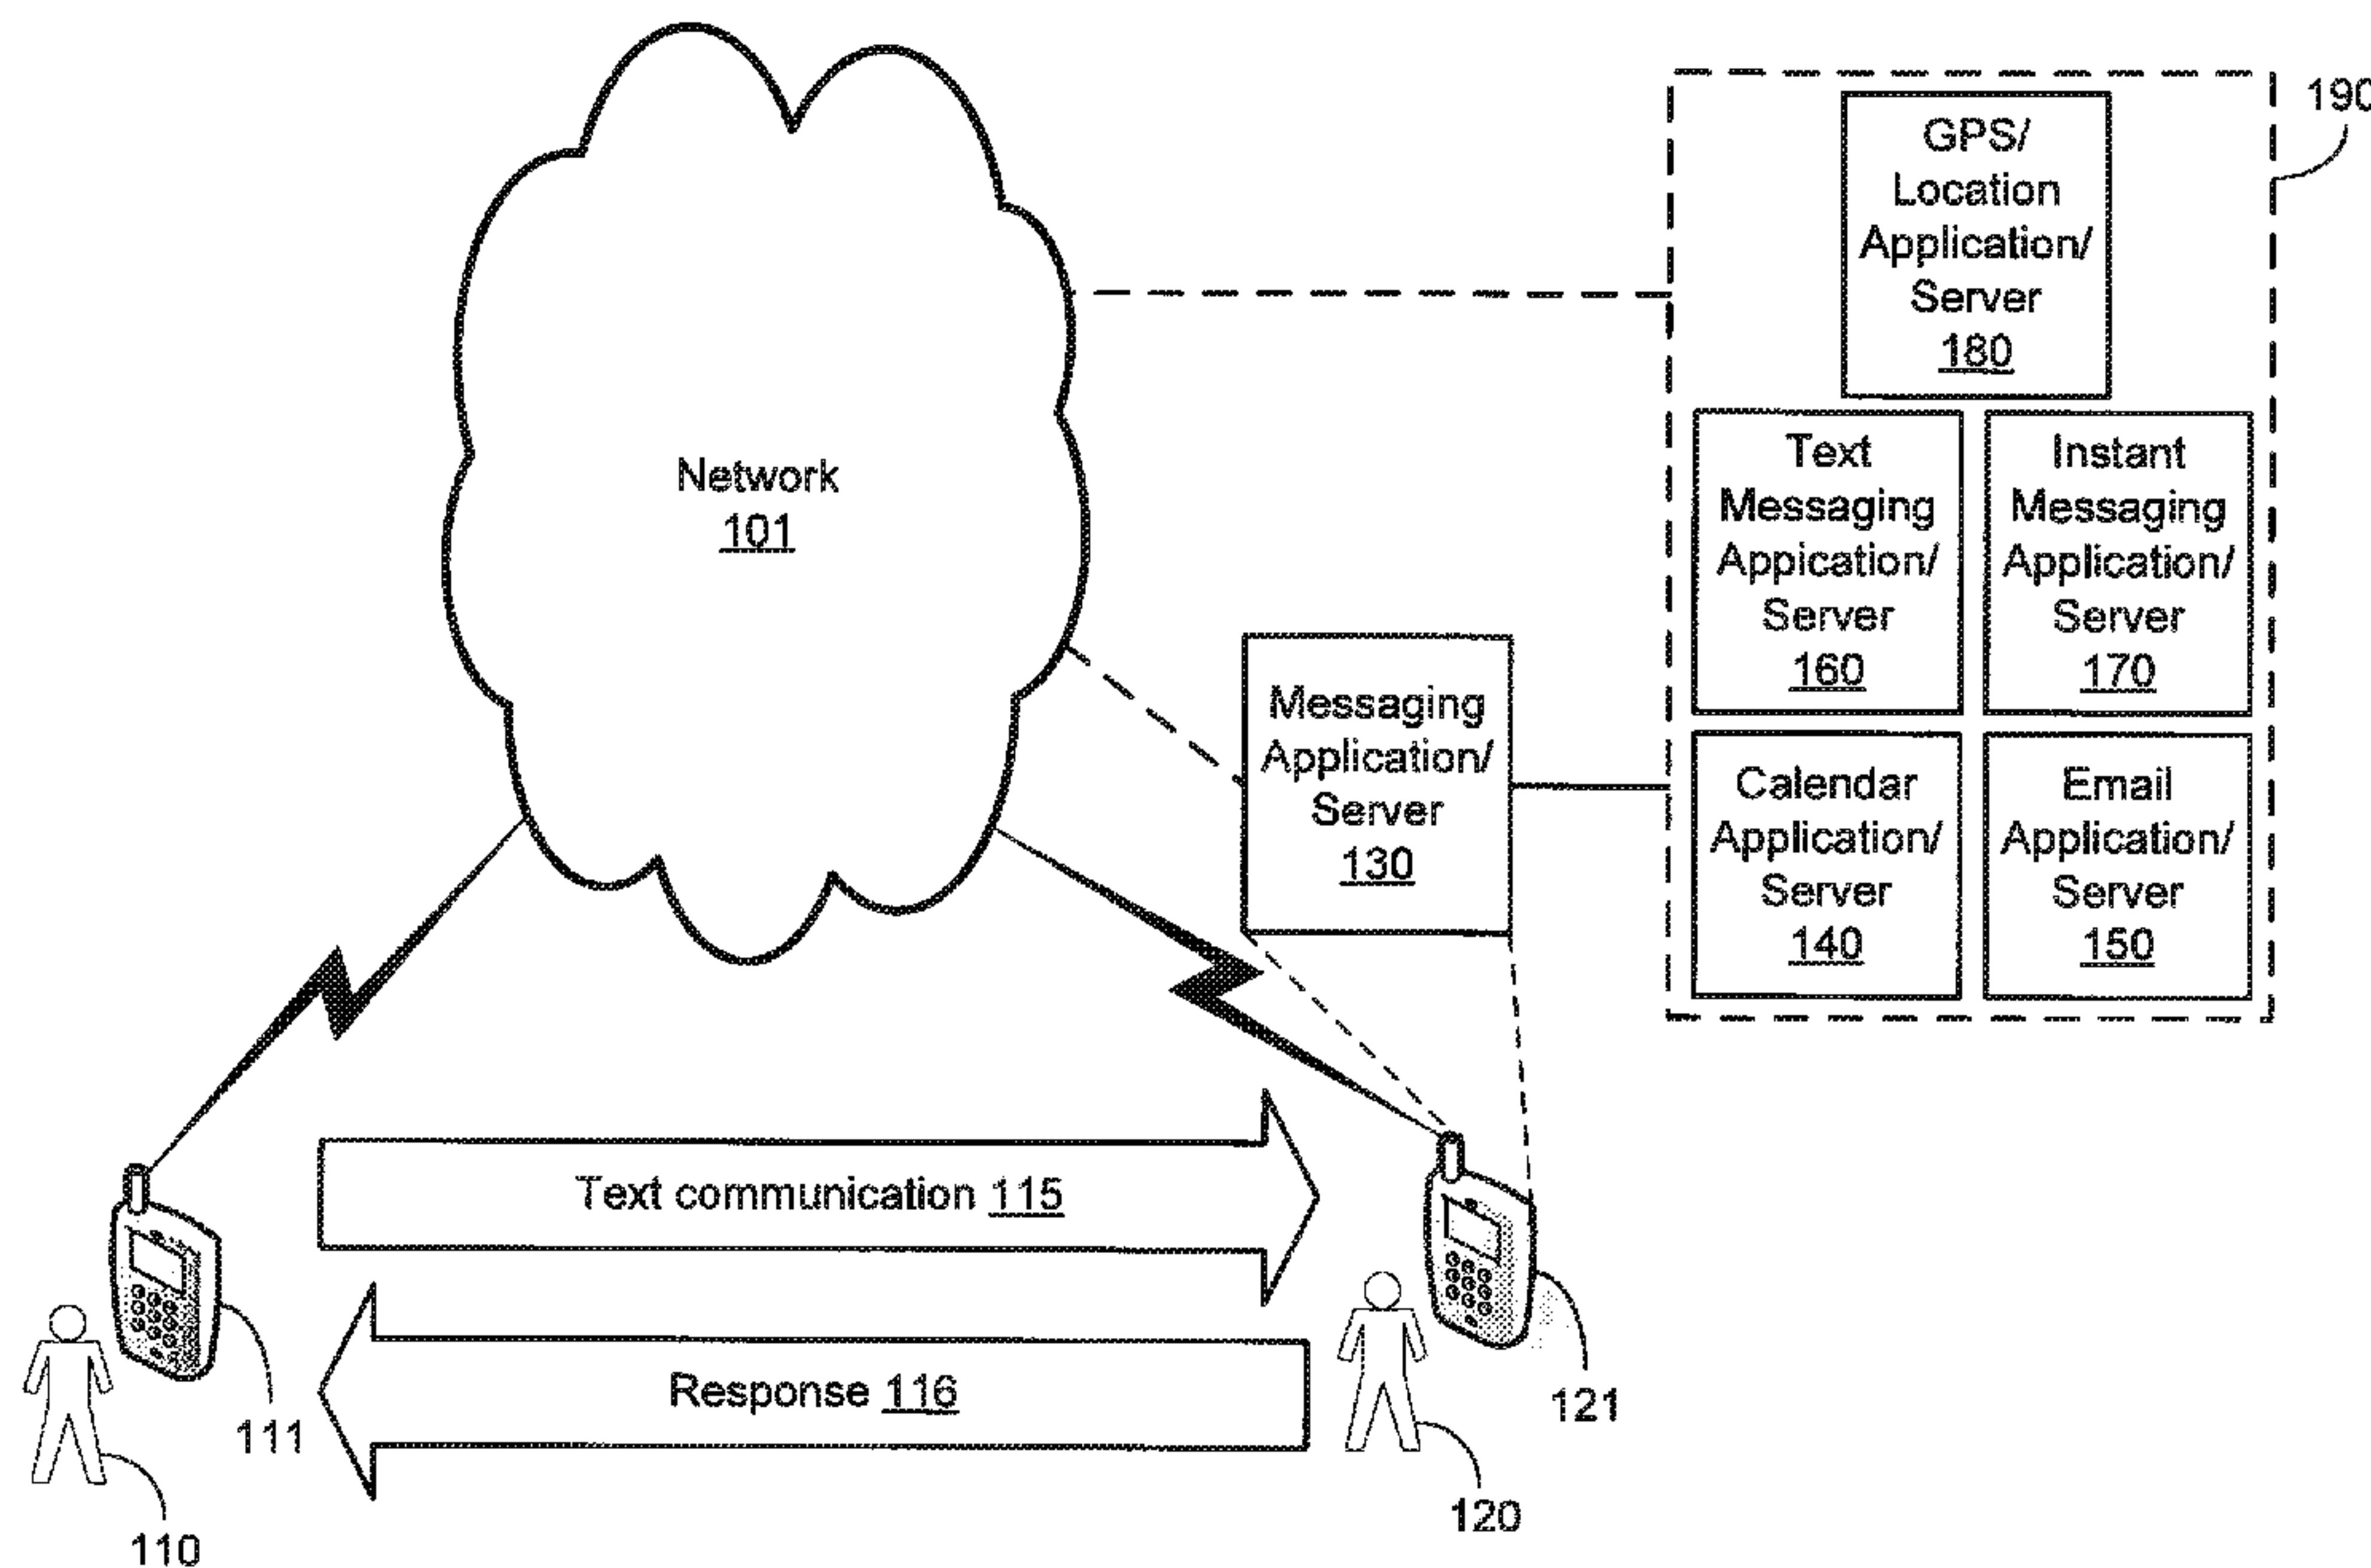 190
GPS/
Location
Application/
Server
180
Network
101
Text
Messaging
Appication/
Server
160
Instant
Messaging
Application/
Server
170
Messaging
Application/
Server
130
Calendar
Application/
Server
140
Email
Application/
Server
150
Text communication 115
Response 116
111
121
110
120